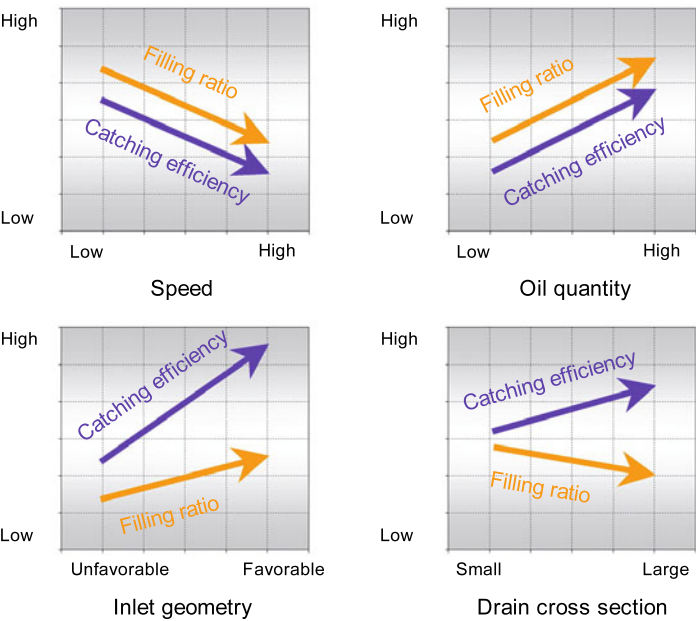 High
Filling ratio
Catching efficiency
Low
Low
High
Speed
High
Filling ratio
Catching efficiency
Low
Low
High
Oil quantity
High
Catching efficiency
Filling ratio
Low
Unfavorable
Favorable
Inlet geometry
High
Catching efficiency
Filling ratio
Low
Small
Large
Drain cross section